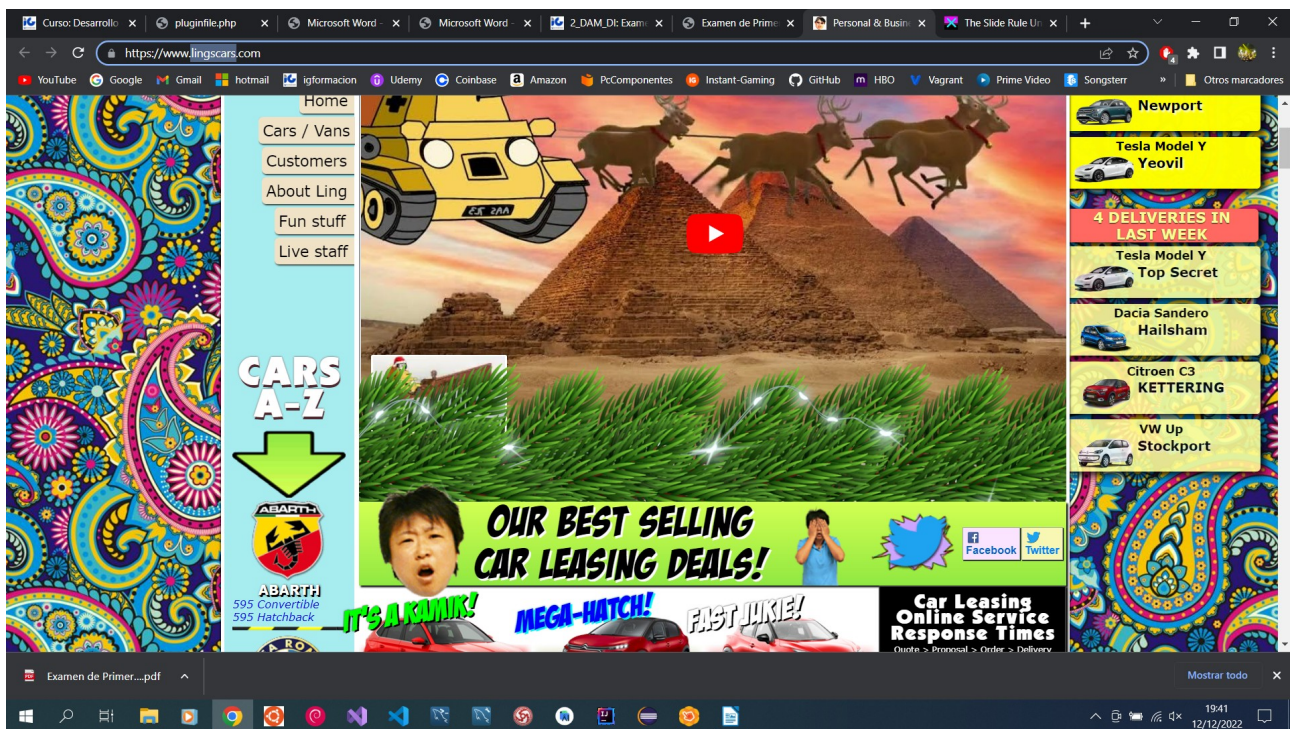 Curso: Desarrollo
pluginfile.php
Microsoft Word -
Microsoft Word -
2_DAM_DI: Exame
Examen de Prime
Personal & Busin
The Slide Rule Un
https://www.lingscars.com
4
YouTube
Google
Gmail
hotmail
igformacion
Udemy
Coinbase
Amazon
PcComponentes
Instant-Gaming
GitHub
HBO
Vagrant
Prime Video
Songsterr
»
Otros marcadores
Home
Cars / Vans
Customers
About Ling
Fun stuff
Live staff
CARS
A-Z
ABARTH
ABARTH
595 Convertible
595 Hatchback
OUR BEST SELLING
CAR LEASING DEALS!
Facebook
Twitter
IT'S A KAMIK!
MEGA-HATCH!
FAST JUKIE!
Car Leasing
Online Service
Response Times
Quote > Proposal > Order > Delivery
Newport
Tesla Model Y
Yeovil
4 DELIVERIES IN
LAST WEEK
Tesla Model Y
Top Secret
Dacia Sandero
Hailsham
Citroen C3
KETTERING
VW Up
Stockport
Examen de Primer....pdf
Mostrar todo
19:41
12/12/2022